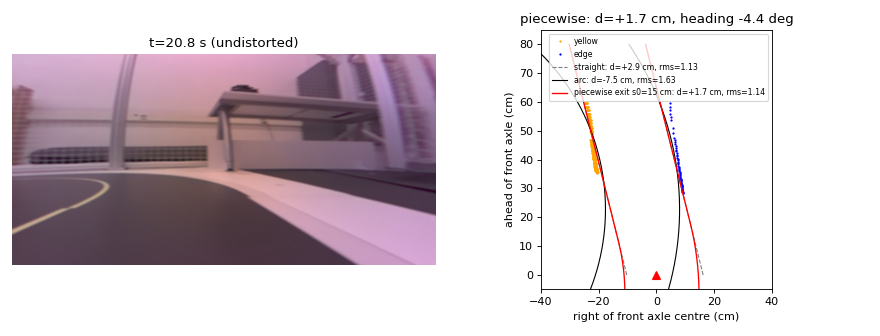 t=20.8 s (undistorted)
piecewise: d=+1.7 cm, heading -4.4 deg
yellow
edge
straight: d=+2.9 cm, rms=1.13
arc: d=-7.5 cm, rms=1.63
piecewise exit s0=15 cm: d=+1.7 cm, rms=1.14
ahead of front axle (cm)
80
70
60
50
40
30
20
10
0
−40
−20
0
20
40
right of front axle centre (cm)